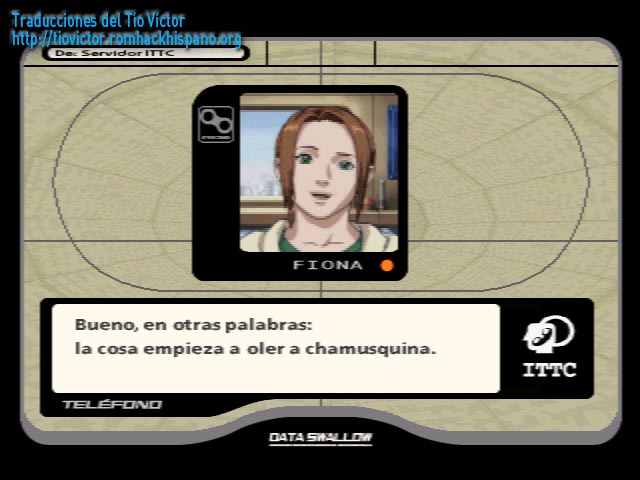 Traducciones del Tio Victor
http://tiovictor.romhackhispano.org
De: Servidor ITTC
FIONA
Bueno, en otras palabras:
la cosa empieza a oler a chamusquina.
ITTC
TELÉFONO
DATA SWALLOW